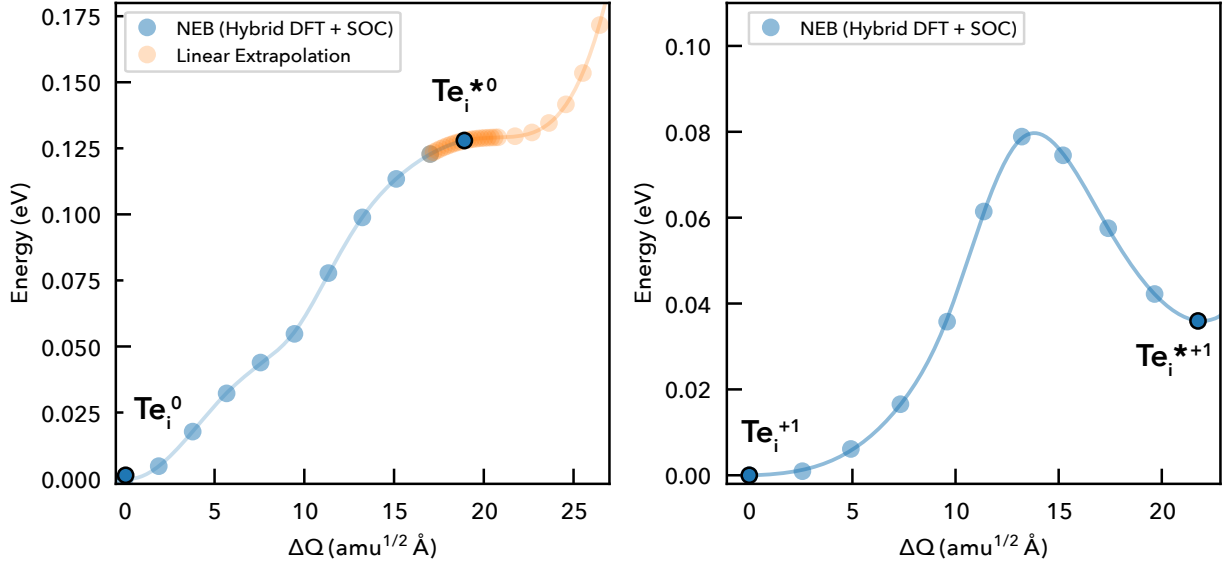 NEB (Hybrid DFT + SOC)
Linear Extrapolation
Te_i*^0
Te_i^0
0.175
0.150
0.125
0.100
0.075
0.050
0.025
0.000
Energy (eV)
0 5 10 15 20 25
ΔQ (amu^1/2 Å)
NEB (Hybrid DFT + SOC)
Te_i*^+1
Te_i^+1
0.10
0.08
0.06
0.04
0.02
0.00
Energy (eV)
0 5 10 15 20
ΔQ (amu^1/2 Å)